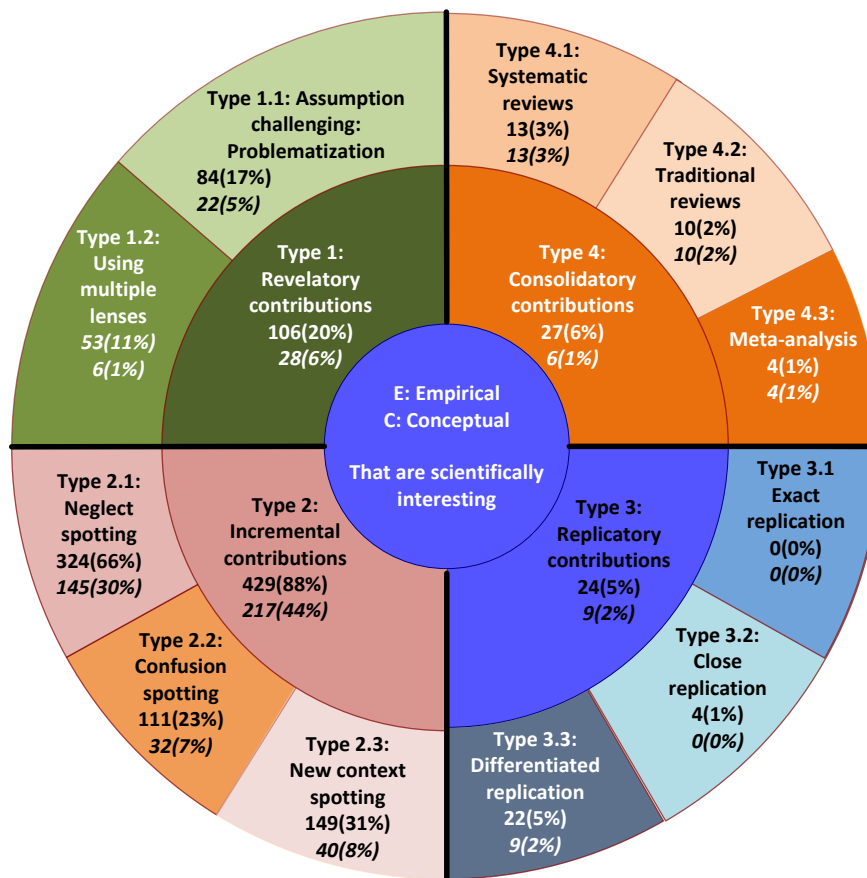 Type 1.1: Assumption
challenging:
Problematization
84(17%)
22(5%)
Type 1.2:
Using
multiple
lenses
53(11%)
6(1%)
Type 1:
Revelatory
contributions
106(20%)
28(6%)
Type 4.1:
Systematic
reviews
13(3%)
13(3%)
Type 4.2:
Traditional
reviews
10(2%)
10(2%)
Type 4.3:
Meta-analysis
4(1%)
4(1%)
Type 4:
Consolidatory
contributions
27(6%)
6(1%)
E: Empirical
C: Conceptual
That are scientifically
interesting
Type 2.1:
Neglect
spotting
324(66%)
145(30%)
Type 2:
Incremental
contributions
429(88%)
217(44%)
Type 2.2:
Confusion
spotting
111(23%)
32(7%)
Type 2.3:
New context
spotting
149(31%)
40(8%)
Type 3:
Replicatory
contributions
24(5%)
9(2%)
Type 3.1
Exact
replication
0(0%)
0(0%)
Type 3.2:
Close
replication
4(1%)
0(0%)
Type 3.3:
Differentiated
replication
22(5%)
9(2%)